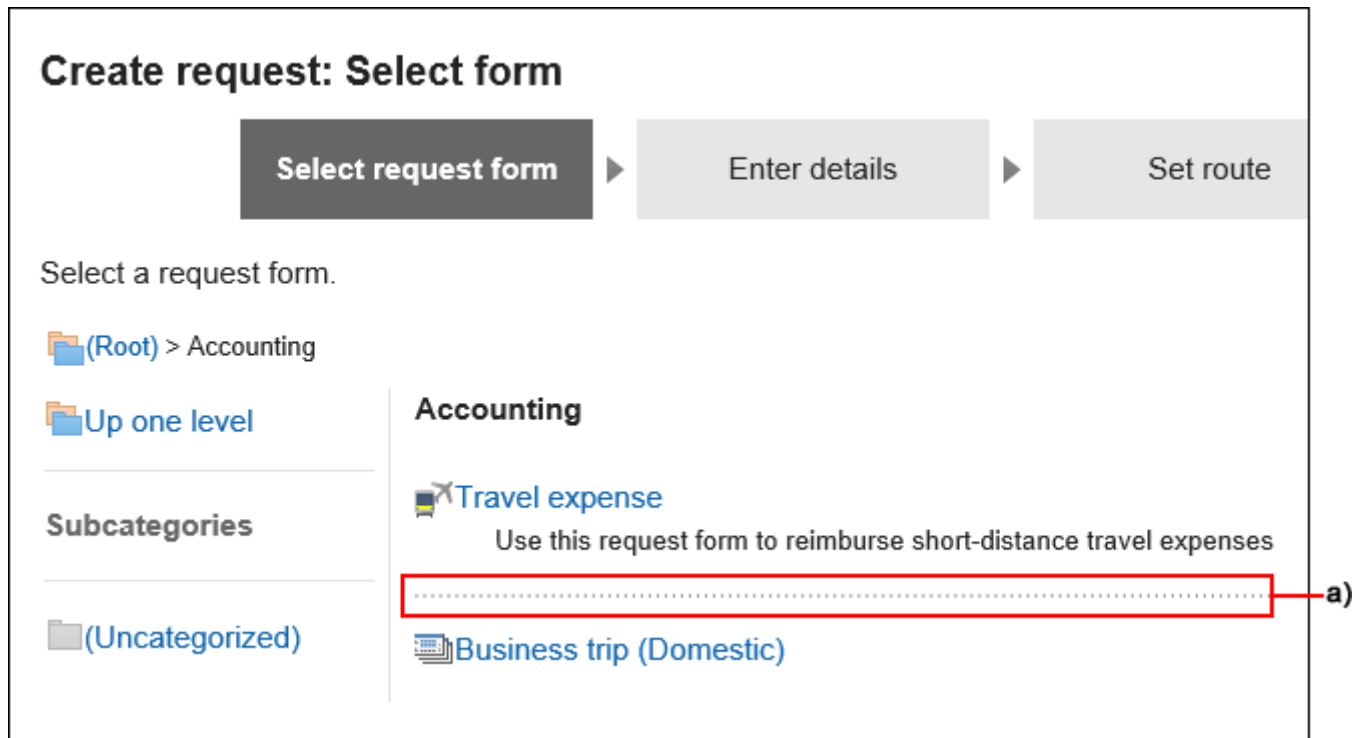 Create request: Select form
Select request form
Enter details
Set route
Select a request form.
(Root) > Accounting
Up one level
Subcategories
(Uncategorized)
Accounting
Travel expense
Use this request form to reimburse short-distance travel expenses
a)
Business trip (Domestic)